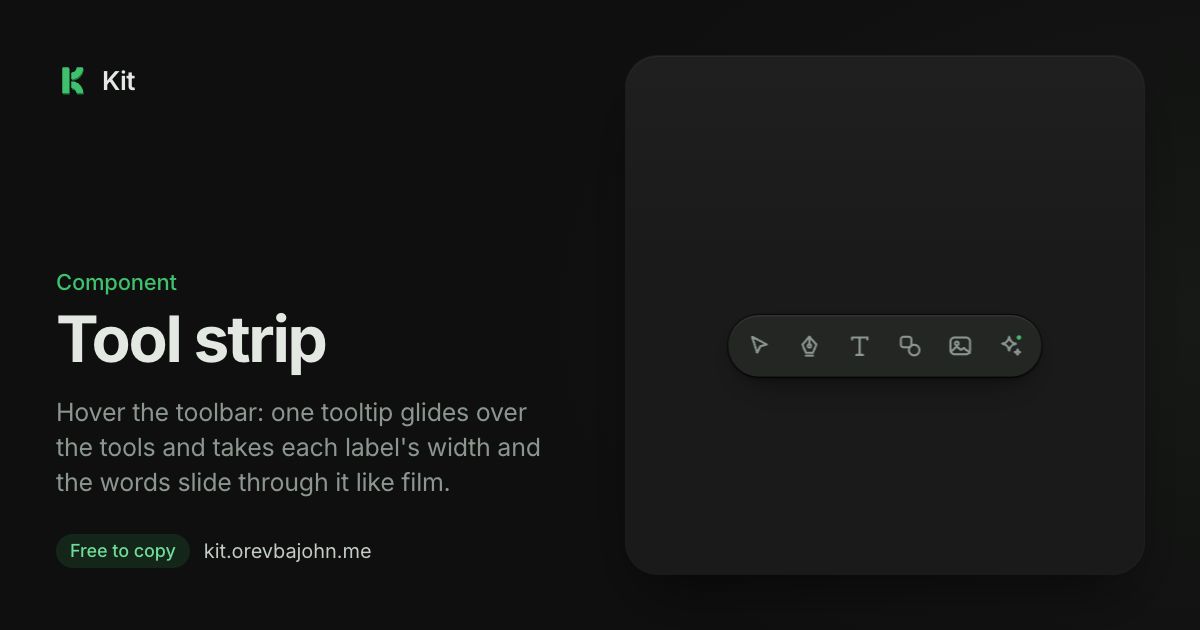 Kit
Component
Tool strip
Hover the toolbar: one tooltip glides over
the tools and takes each label's width and
the words slide through it like film.
Free to copy
kit.orevbajohn.me